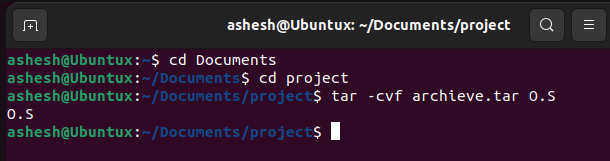 ashesh@Ubuntux: ~/Documents/project
ashesh@Ubuntux:~$ cd Documents
ashesh@Ubuntux:~/Documents$ cd project
ashesh@Ubuntux:~/Documents/project$ tar -cvf archieve.tar O.S
O.S
ashesh@Ubuntux:~/Documents/project$